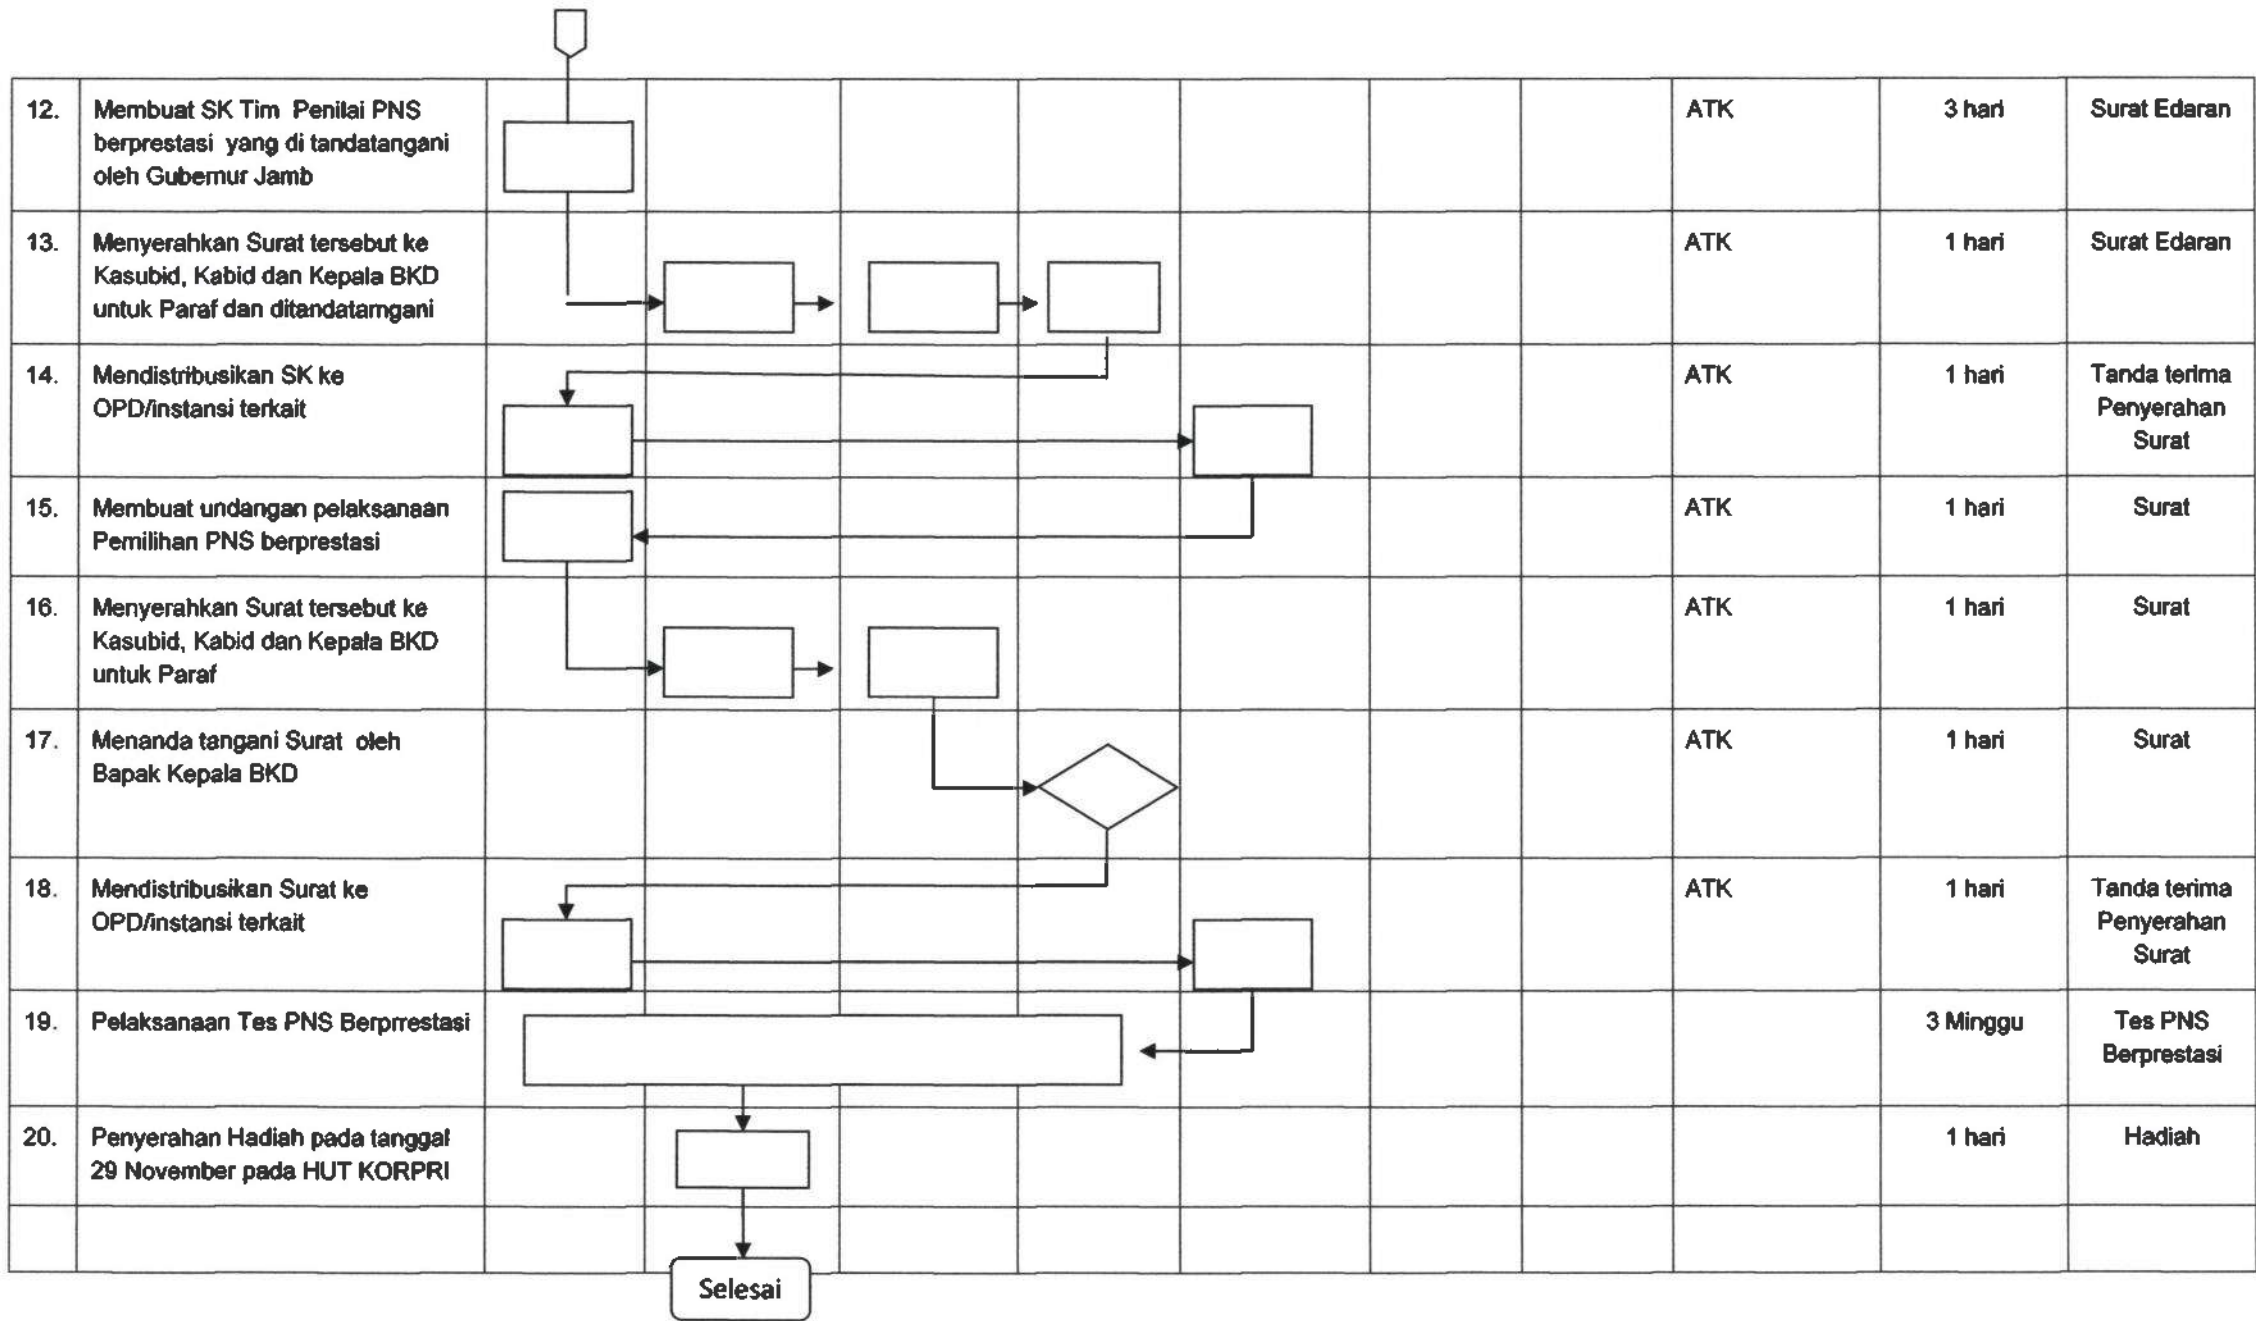 12. Membuat SK Tim Penilai PNS ATK 3 hari Surat Edaran
berprestasi yang di tandatangani
oleh Gubernur Jamb
13. Menyerahkan Surat tersebut ke ATK 1 hari Surat Edaran
Kasubid, Kabid dan Kepala BKD
untuk Paraf dan ditandatamgani
14. Mendistribusikan SK ke ATK 1 hari Tanda terima
OPD/instansi terkait Penyerahan
Surat
15. Membuat undangan pelaksanaan ATK 1 hari Surat
Pemilihan PNS berprestasi
16. Menyerahkan Surat tersebut ke ATK 1 hari Surat
Kasubid, Kabid dan Kepala BKD
untuk Paraf
17. Menanda tangani Surat oleh ATK 1 hari Surat
Bapak Kepala BKD
18. Mendistribusikan Surat ke ATK 1 hari Tanda terima
OPD/instansi terkait Penyerahan
Surat
19. Pelaksanaan Tes PNS Berprrestasi 3 Minggu Tes PNS
Berprestasi
20. Penyerahan Hadiah pada tanggal 1 hari Hadiah
29 November pada HUT KORPRI
Selesai